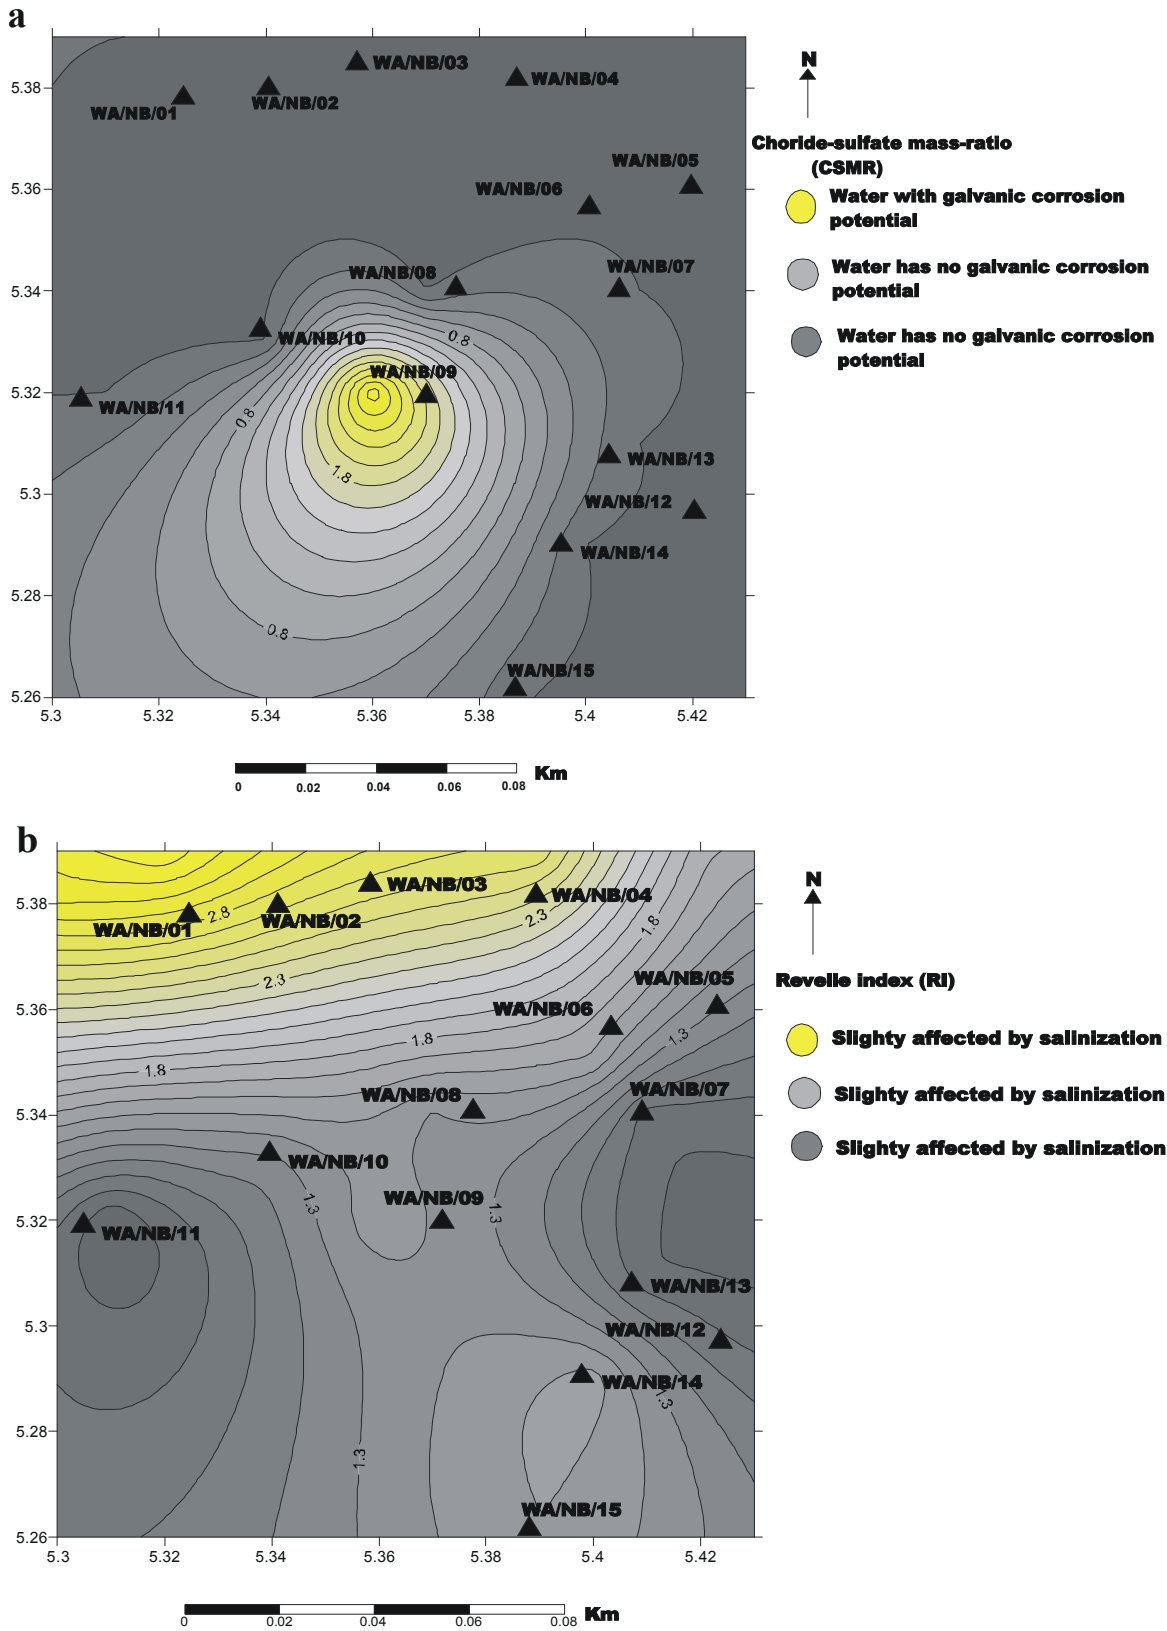 a
WA/NB/03
WA/NB/04
WA/NB/01
WA/NB/02
WA/NB/05
WA/NB/06
WA/NB/08
WA/NB/07
WA/NB/10
WA/NB/09
WA/NB/11
WA/NB/13
WA/NB/12
WA/NB/14
WA/NB/15
0.8
0.8
1.8
0.8
5.38
5.36
5.34
5.32
5.3
5.28
5.26
5.3 5.32 5.34 5.36 5.38 5.4 5.42
0 0.02 0.04 0.06 0.08 Km
N
Choride-sulfate mass-ratio
(CSMR)
Water with galvanic corrosion
potential
Water has no galvanic corrosion
potential
Water has no galvanic corrosion
potential
b
WA/NB/03
WA/NB/04
WA/NB/01
WA/NB/02
WA/NB/05
WA/NB/06
WA/NB/08
WA/NB/07
WA/NB/10
WA/NB/09
WA/NB/11
WA/NB/13
WA/NB/12
WA/NB/14
WA/NB/15
2.8
2.3
2.3
1.8
1.8
1.8
1.3
1.3
1.3
1.3
1.3
5.38
5.36
5.34
5.32
5.3
5.28
5.26
5.3 5.32 5.34 5.36 5.38 5.4 5.42
0 0.02 0.04 0.06 0.08 Km
N
Revelle index (RI)
Slighty affected by salinization
Slighty affected by salinization
Slighty affected by salinization